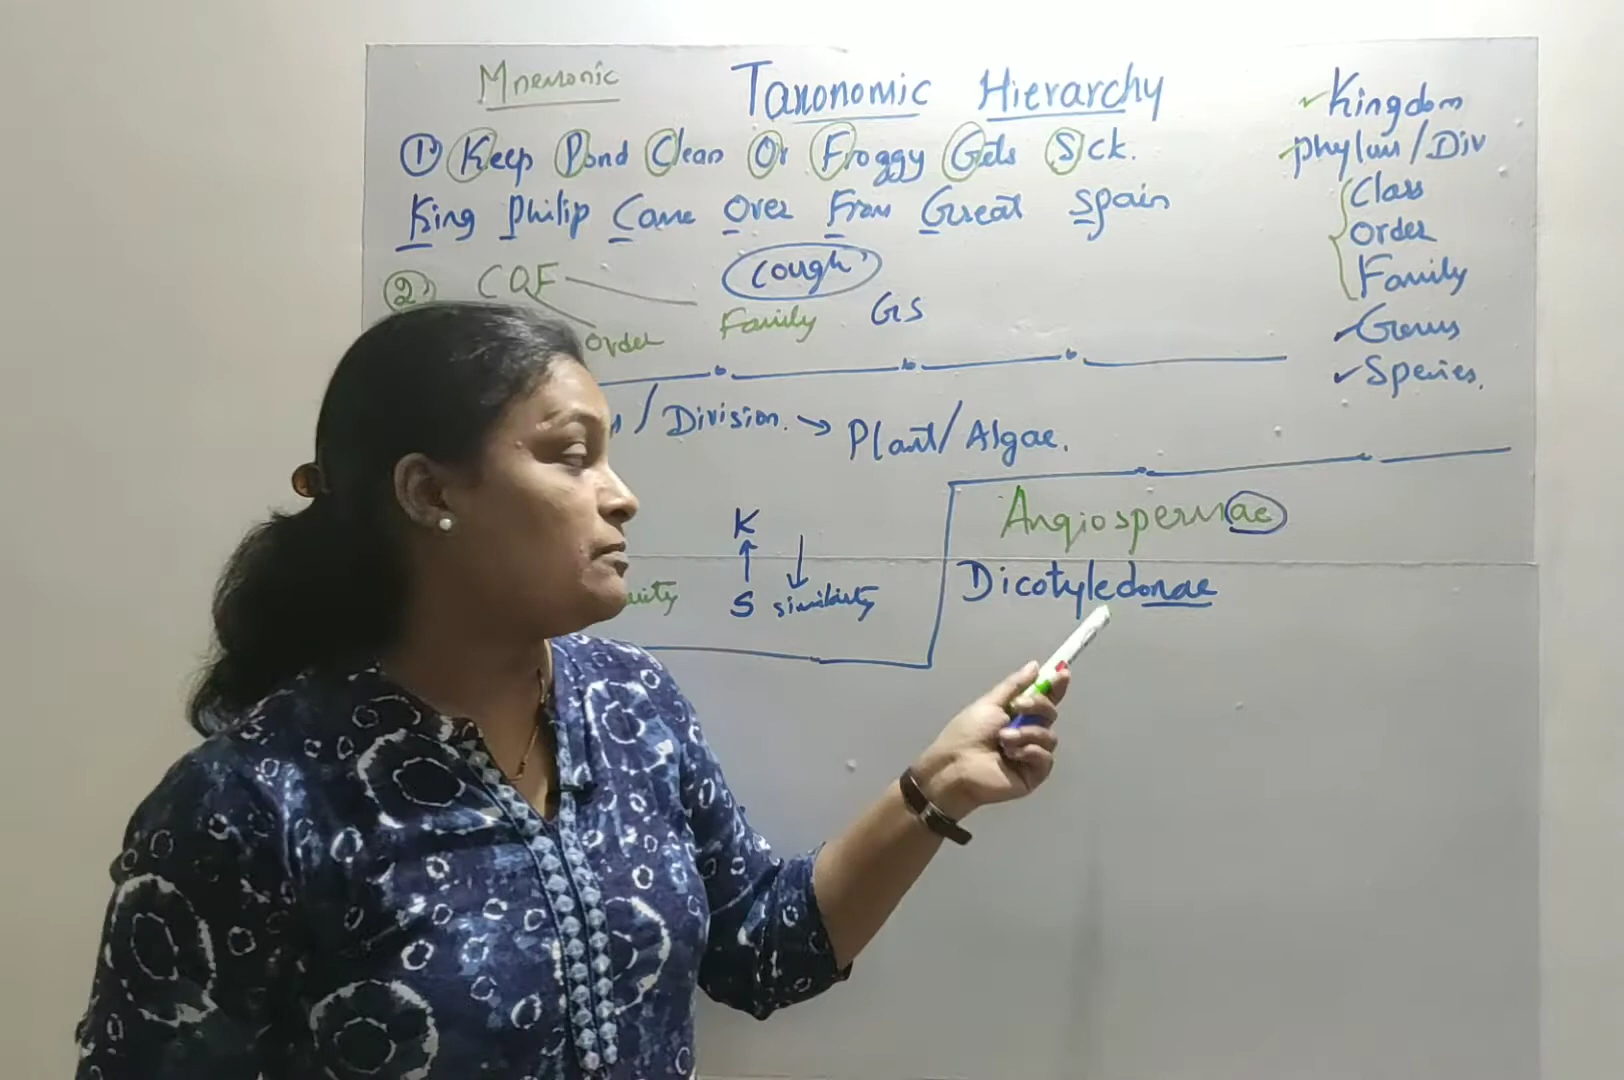 Mnemonic
Taxonomic Hierarchy
1) Keep Pond Clean Or Froggy Gets Sick.
King Philip Came Over From Great Spain
2) COF
Cough
Order
Family
GS
Kingdom
Phylum/Div
Class
Order
Family
Genus
Species.
/Division. → Plant/Algae.
K
S similarity
Angiospermae
Dicotyledonae